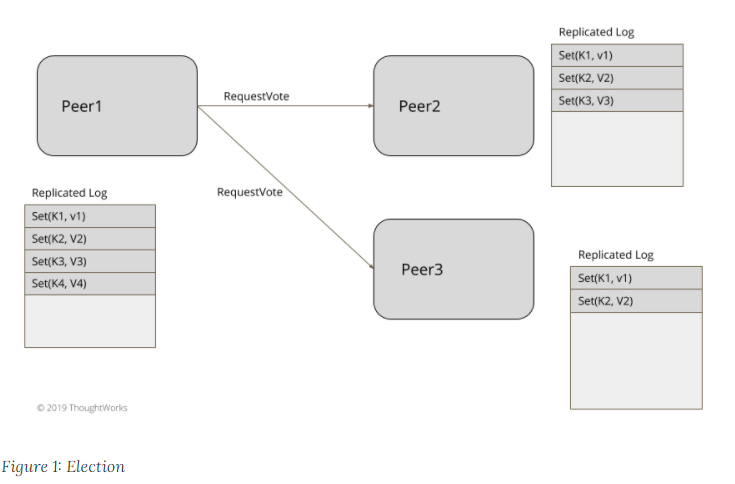 Replicated Log
Set(K1, v1)
Set(K2, V2)
Set(K3, V3)
Peer1
RequestVote
Peer2
RequestVote
Replicated Log
Set(K1, v1)
Set(K2, V2)
Set(K3, V3)
Set(K4, V4)
Peer3
Replicated Log
Set(K1, v1)
Set(K2, V2)
© 2019 ThoughtWorks
Figure 1: Election